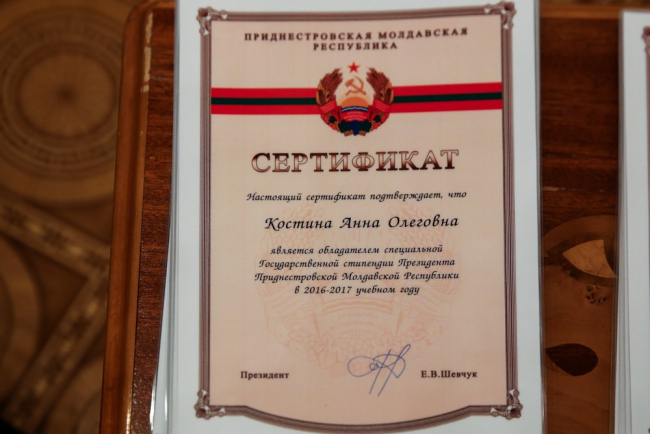 ПРИДНЕСТРОВСКАЯ МОЛДАВСКАЯ
РЕСПУБЛИКА
СЕРТИФИКАТ
Настоящий сертификат подтверждает, что
Костина Анна Олеговна
является обладателем специальной
Государственной стипендии Президента
Приднестровской Молдавской Республики
в 2016-2017 учебном году
Президент Е.В.Шевчук